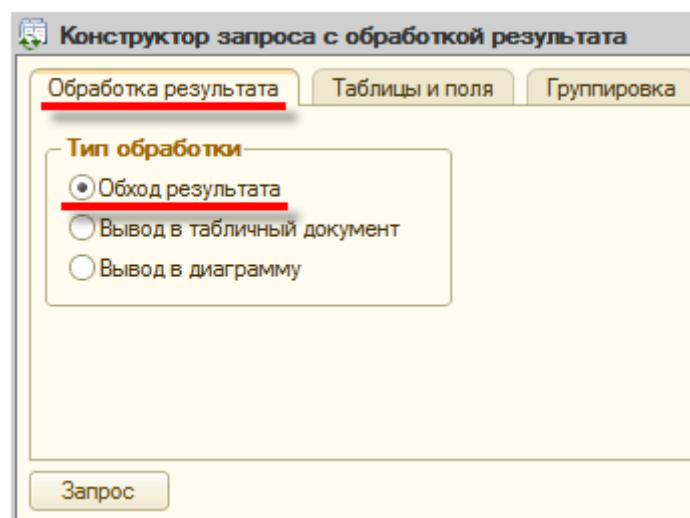 Конструктор запроса с обработкой результата
Обработка результата Таблицы и поля Группировка
Тип обработки
Обход результата
Вывод в табличный документ
Вывод в диаграмму
Запрос